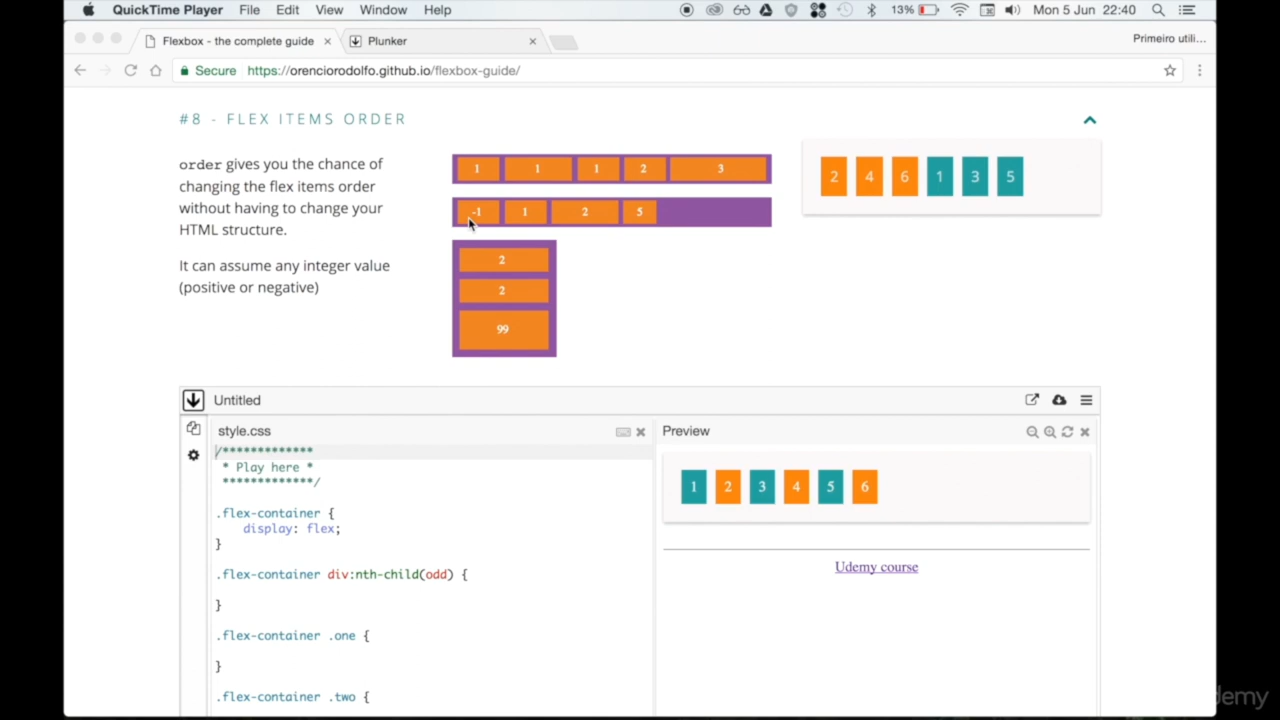 QuickTime Player File Edit View Window Help 13% Mon 5 Jun 22:40
Flexbox - the complete guide × Plunker × Primeiro utili...
Secure https://orenciorodolfo.github.io/flexbox-guide/
#8 - FLEX ITEMS ORDER
order gives you the chance of
changing the flex items order
without having to change your
HTML structure.
It can assume any integer value
(positive or negative)
1 1 1 2 3
-1 1 2 5
2
2
99
2 4 6 1 3 5
Untitled
style.css
/*************
* Play here *
*************/
.flex-container {
display: flex;
}
.flex-container div:nth-child(odd) {
}
.flex-container .one {
}
.flex-container .two {
Preview
1 2 3 4 5 6
Udemy course
demy